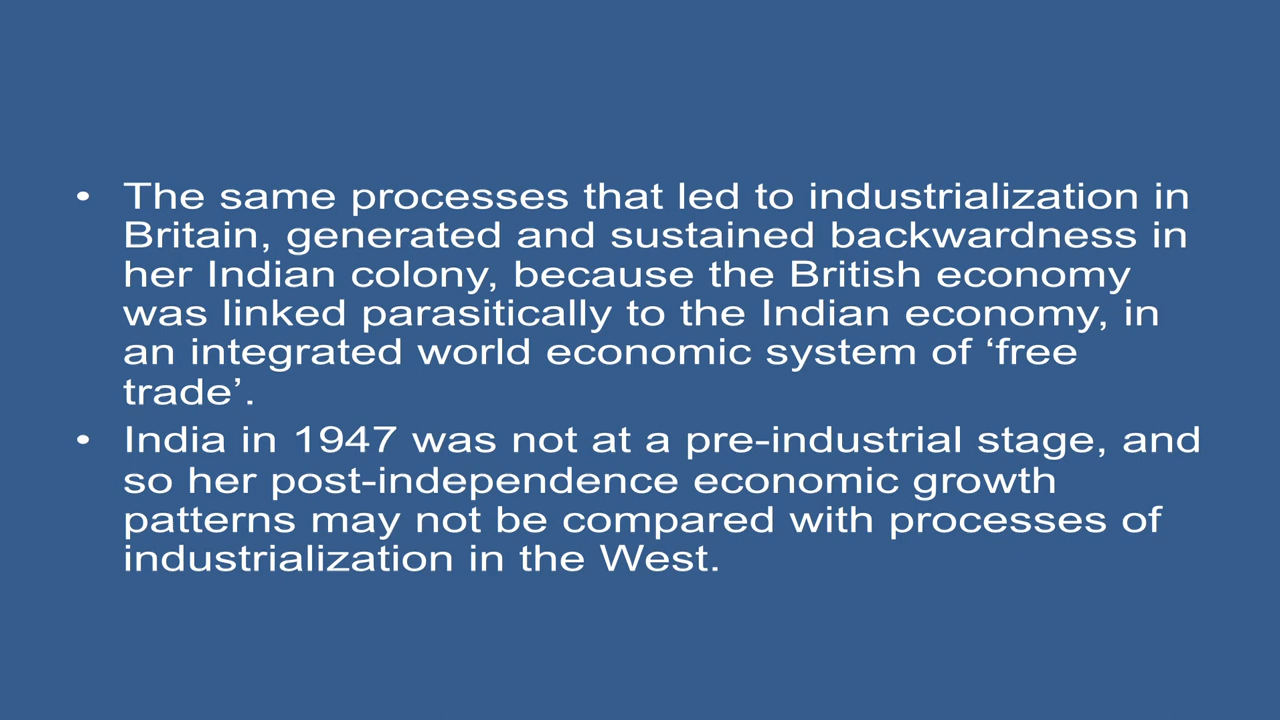 • The same processes that led to industrialization in
Britain, generated and sustained backwardness in
her Indian colony, because the British economy
was linked parasitically to the Indian economy, in
an integrated world economic system of ‘free
trade’.
• India in 1947 was not at a pre-industrial stage, and
so her post-independence economic growth
patterns may not be compared with processes of
industrialization in the West.